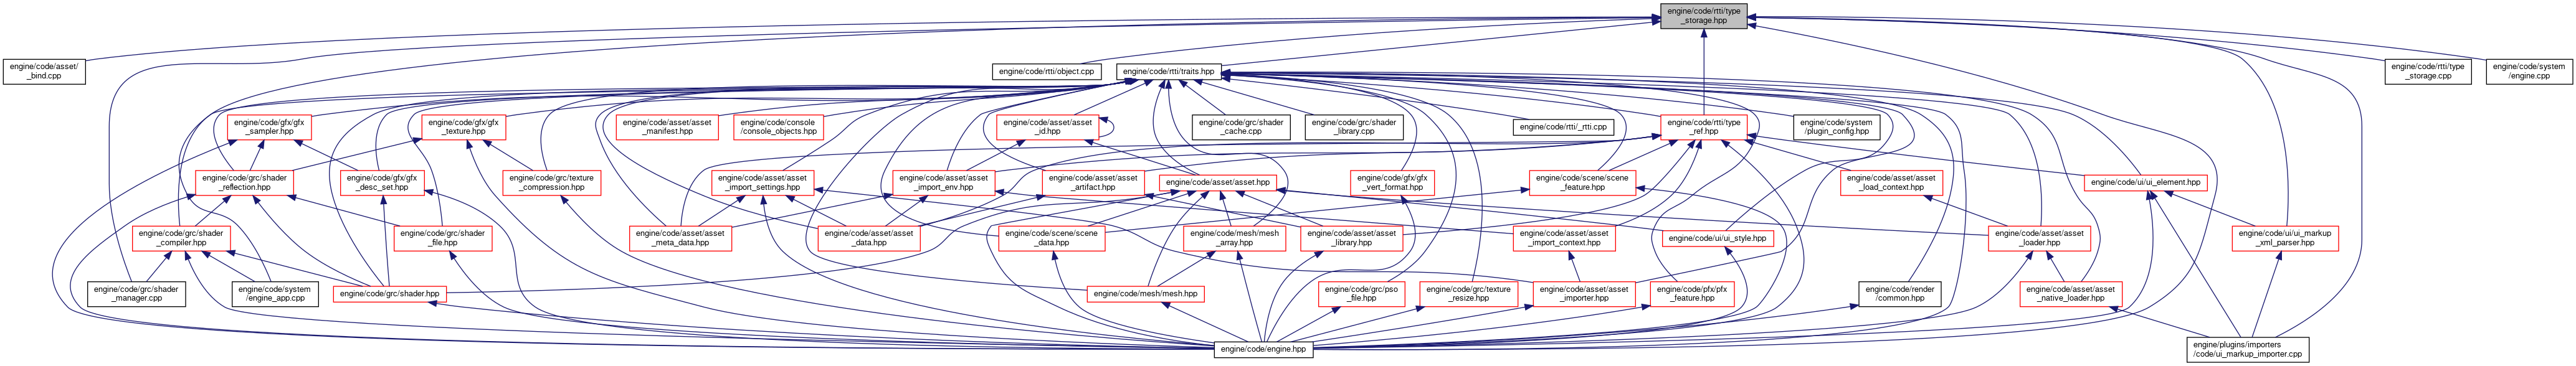 engine/code/rtti/type
_storage.hpp
engine/code/asset/
_bind.cpp
engine/code/rtti/object.cpp
engine/code/rtti/traits.hpp
engine/code/rtti/type
_storage.cpp
engine/code/system
/engine.cpp
engine/code/gfx/gfx
_sampler.hpp
engine/code/gfx/gfx
_texture.hpp
engine/code/asset/asset
_manifest.hpp
engine/code/console
/console_objects.hpp
engine/code/asset/asset
_id.hpp
engine/code/grc/shader
_cache.cpp
engine/code/grc/shader
_library.cpp
engine/code/rtti/_rtti.cpp
engine/code/rtti/type
_ref.hpp
engine/code/system
/plugin_config.hpp
engine/code/grc/shader
_reflection.hpp
engine/code/gfx/gfx
_desc_set.hpp
engine/code/grc/texture
_compression.hpp
engine/code/asset/asset
_import_settings.hpp
engine/code/asset/asset
_import_env.hpp
engine/code/asset/asset
_artifact.hpp
engine/code/asset/asset.hpp
engine/code/gfx/gfx
_vert_format.hpp
engine/code/scene/scene
_feature.hpp
engine/code/asset/asset
_load_context.hpp
engine/code/ui/ui_element.hpp
engine/code/grc/shader
_compiler.hpp
engine/code/grc/shader
_file.hpp
engine/code/asset/asset
_meta_data.hpp
engine/code/asset/asset
_data.hpp
engine/code/scene/scene
_data.hpp
engine/code/mesh/mesh
_array.hpp
engine/code/asset/asset
_library.hpp
engine/code/asset/asset
_import_context.hpp
engine/code/ui/ui_style.hpp
engine/code/asset/asset
_loader.hpp
engine/code/ui/ui_markup
_xml_parser.hpp
engine/code/grc/shader
_manager.cpp
engine/code/system
/engine_app.cpp
engine/code/grc/shader.hpp
engine/code/mesh/mesh.hpp
engine/code/grc/pso
_file.hpp
engine/code/grc/texture
_resize.hpp
engine/code/asset/asset
_importer.hpp
engine/code/pfx/pfx
_feature.hpp
engine/code/render
/common.hpp
engine/code/asset/asset
_native_loader.hpp
engine/code/engine.hpp
engine/plugins/importers
/code/ui_markup_importer.cpp